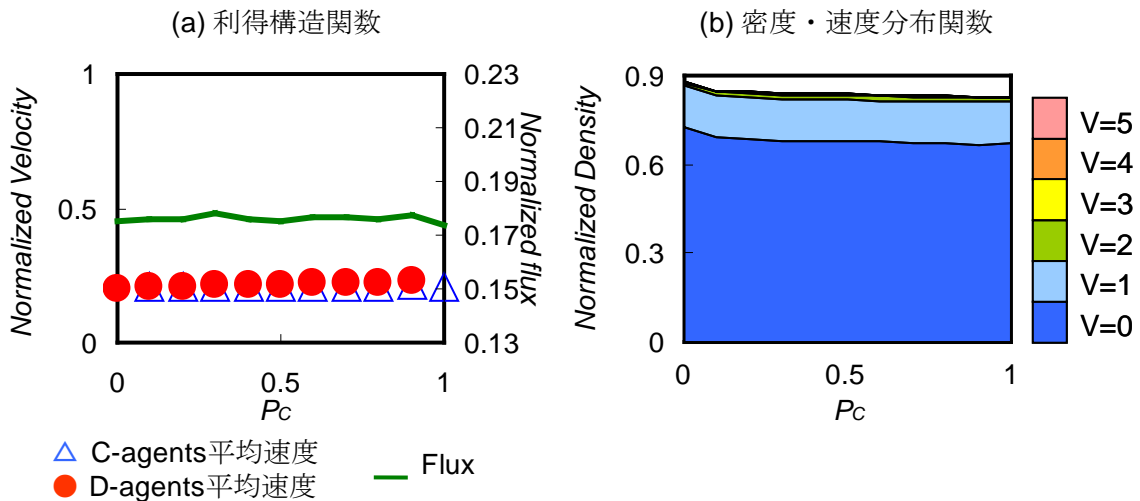 (a) 利得構造関数
1
0.5
0
Normalized Velocity
0.23
0.21
0.19
0.17
0.15
0.13
Normalized flux
0
0.5
1
PC
△ C-agents平均速度
● D-agents平均速度
Flux
(b) 密度・速度分布関数
0.9
0.6
0.3
0
Normalized Density
0
0.5
1
PC
V=5
V=4
V=3
V=2
V=1
V=0